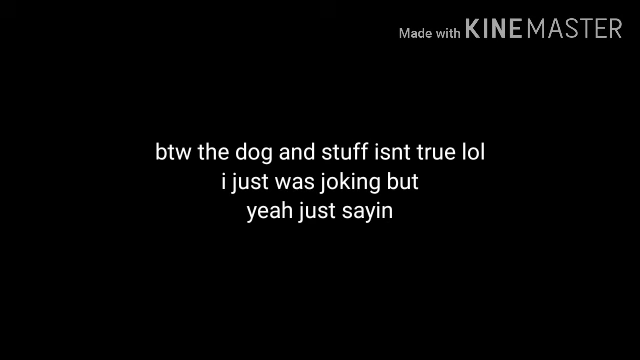 Made with KINEMASTER
btw the dog and stuff isnt true lol
i just was joking but
yeah just sayin